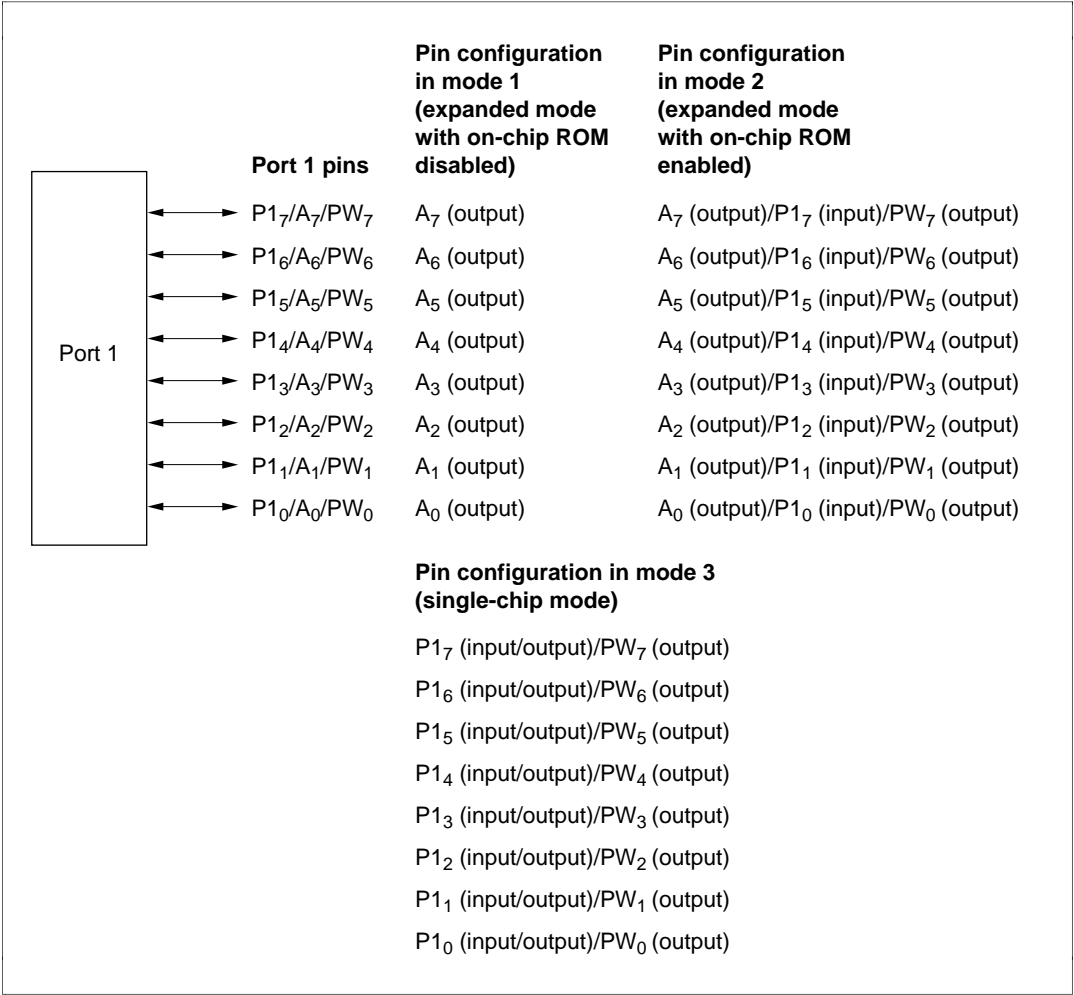 Pin configuration in mode 1 (expanded mode with on-chip ROM disabled)
Pin configuration in mode 2 (expanded mode with on-chip ROM enabled)
Port 1 pins
Port 1
P1₇/A₇/PW₇ A₇ (output) A₇ (output)/P1₇ (input)/PW₇ (output)
P1₆/A₆/PW₆ A₆ (output) A₆ (output)/P1₆ (input)/PW₆ (output)
P1₅/A₅/PW₅ A₅ (output) A₅ (output)/P1₅ (input)/PW₅ (output)
P1₄/A₄/PW₄ A₄ (output) A₄ (output)/P1₄ (input)/PW₄ (output)
P1₃/A₃/PW₃ A₃ (output) A₃ (output)/P1₃ (input)/PW₃ (output)
P1₂/A₂/PW₂ A₂ (output) A₂ (output)/P1₂ (input)/PW₂ (output)
P1₁/A₁/PW₁ A₁ (output) A₁ (output)/P1₁ (input)/PW₁ (output)
P1₀/A₀/PW₀ A₀ (output) A₀ (output)/P1₀ (input)/PW₀ (output)
Pin configuration in mode 3
(single-chip mode)
P1₇ (input/output)/PW₇ (output)
P1₆ (input/output)/PW₆ (output)
P1₅ (input/output)/PW₅ (output)
P1₄ (input/output)/PW₄ (output)
P1₃ (input/output)/PW₃ (output)
P1₂ (input/output)/PW₂ (output)
P1₁ (input/output)/PW₁ (output)
P1₀ (input/output)/PW₀ (output)